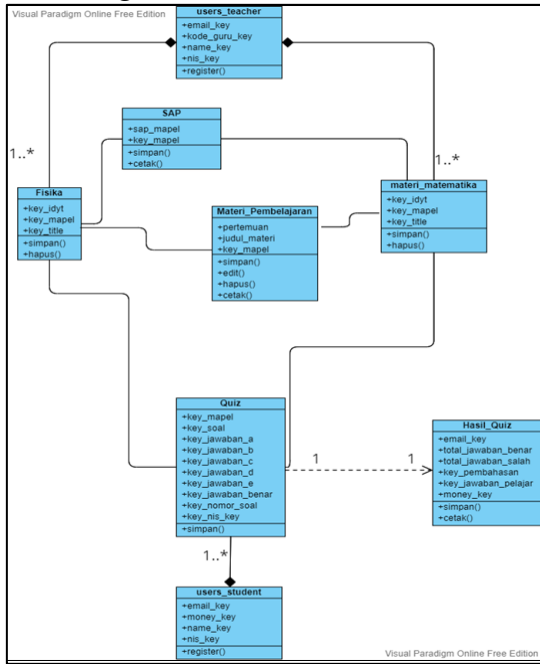 Visual Paradigm Online Free Edition
users_teacher
+email_key
+kode_guru_key
+name_key
+nis_key
+register()
SAP
+sap_mapel
+key_mapel
+simpan()
+cetak()
1..*
1..*
Fisika
+key_idyt
+key_mapel
+key_title
+simpan()
+hapus()
Materi_Pembelajaran
+pertemuan
+judul_materi
+key_mapel
+simpan()
+edit()
+hapus()
+cetak()
materi_matematika
+key_idyt
+key_mapel
+key_title
+simpan()
+hapus()
Quiz
+key_mapel
+key_soal
+key_jawaban_a
+key_jawaban_b
+key_jawaban_c
+key_jawaban_d
+key_jawaban_e
+key_jawaban_benar
+key_nomor_soal
+key_nis_key
+simpan()
1
1
Hasil_Quiz
+email_key
+total_jawaban_benar
+total_jawaban_salah
+key_pembahasan
+key_jawaban_pelajar
+money_key
+simpan()
+cetak()
1..*
users_student
+email_key
+money_key
+name_key
+nis_key
+register()
Visual Paradigm Online Free Edition